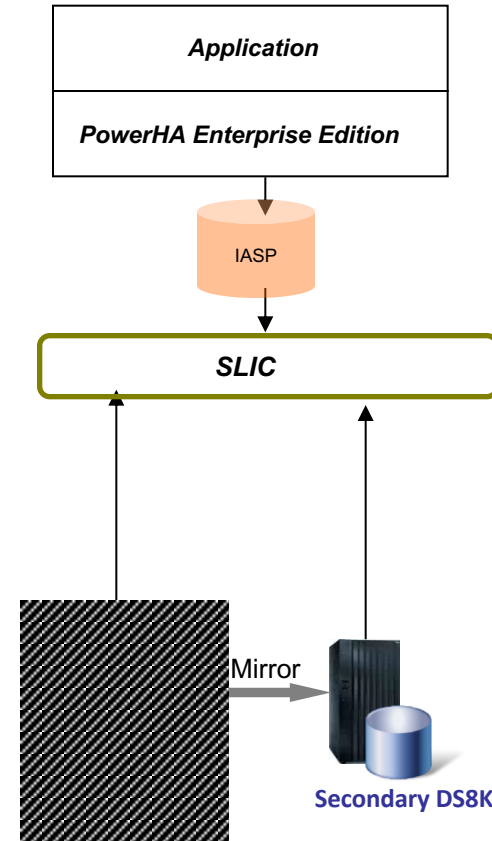 Application
PowerHA Enterprise Edition
IASP
SLIC
Mirror
Secondary DS8K